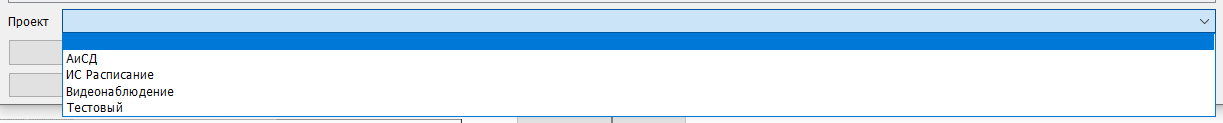 Проект
АиСД
ИС Расписание
Видеонаблюдение
Тестовый